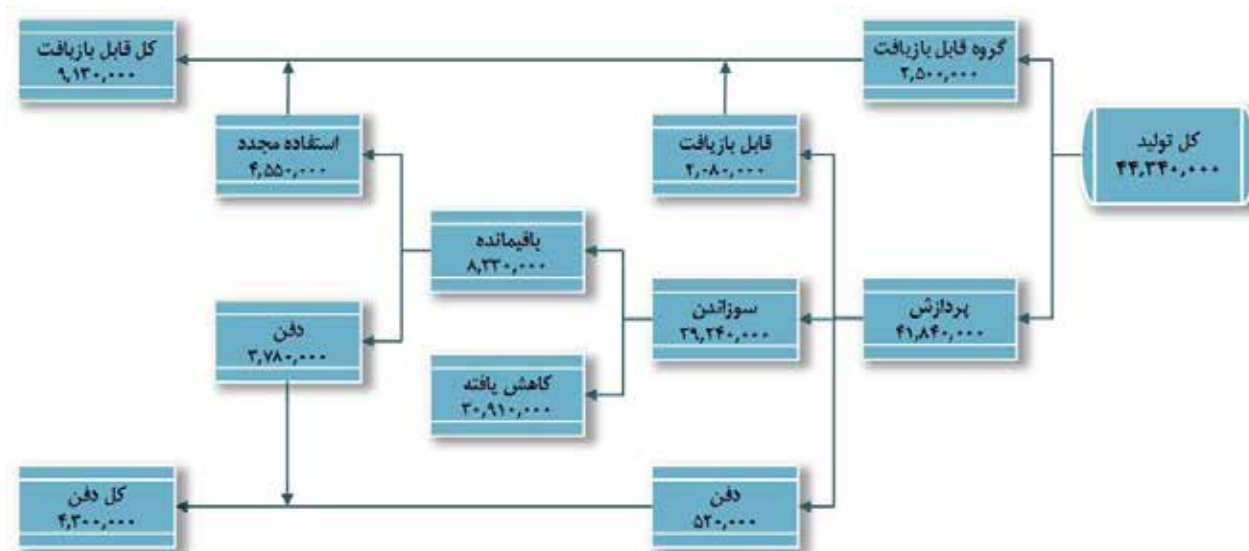 کل قابل بازیافت
۹,۱۳۰,۰۰۰
گروه قابل بازیافت
۲,۵۰۰,۰۰۰
کل تولید
۴۴,۳۴۰,۰۰۰
استفاده مجدد
۴,۵۵۰,۰۰۰
قابل بازیافت
۲,۰۸۰,۰۰۰
باقیمانده
۸,۳۳۰,۰۰۰
دفن
۳,۷۸۰,۰۰۰
سوزاندن
۳۹,۲۴۰,۰۰۰
پردازش
۴۱,۸۴۰,۰۰۰
کاهش یافته
۳۰,۹۱۰,۰۰۰
کل دفن
۴,۳۰۰,۰۰۰
دفن
۵۲۰,۰۰۰